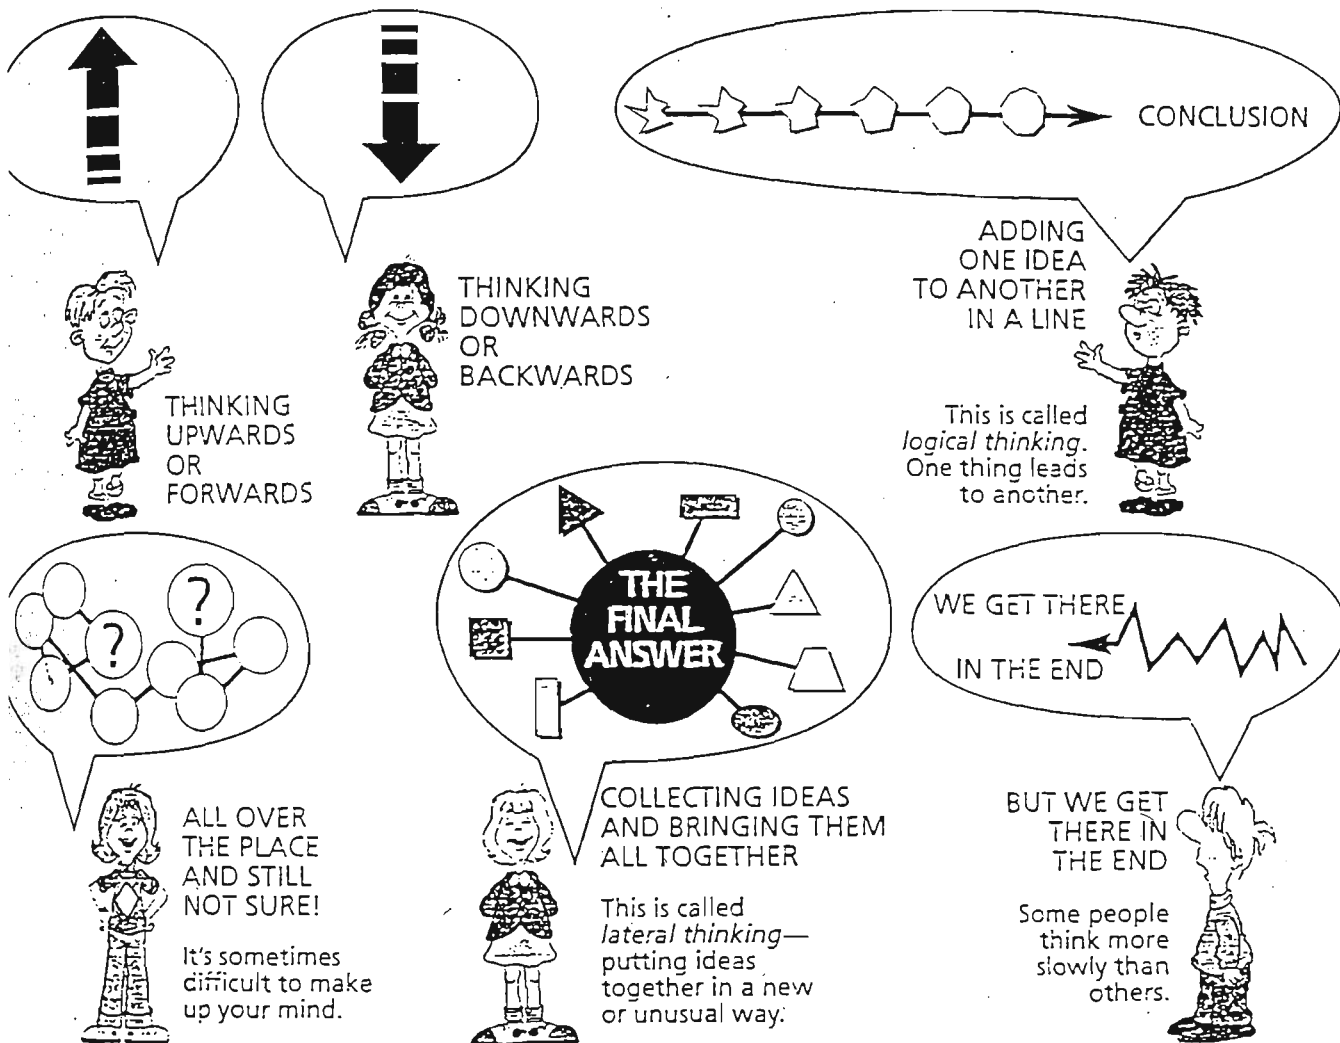 CONCLUSION
ADDING
ONE IDEA
TO ANOTHER
IN A LINE
THINKING
DOWNWARDS
OR
BACKWARDS
THINKING
UPWARDS
OR
FORWARDS
This is called
logical thinking.
One thing leads
to another.
?
?
THE
FINAL
ANSWER
WE GET THERE
IN THE END
ALL OVER
THE PLACE
AND STILL
NOT SURE!
It's sometimes
difficult to make
up your mind.
COLLECTING IDEAS
AND BRINGING THEM
ALL TOGETHER
This is called
lateral thinking—
putting ideas
together in a new
or unusual way.
BUT WE GET
THERE IN
THE END
Some people
think more
slowly than
others.